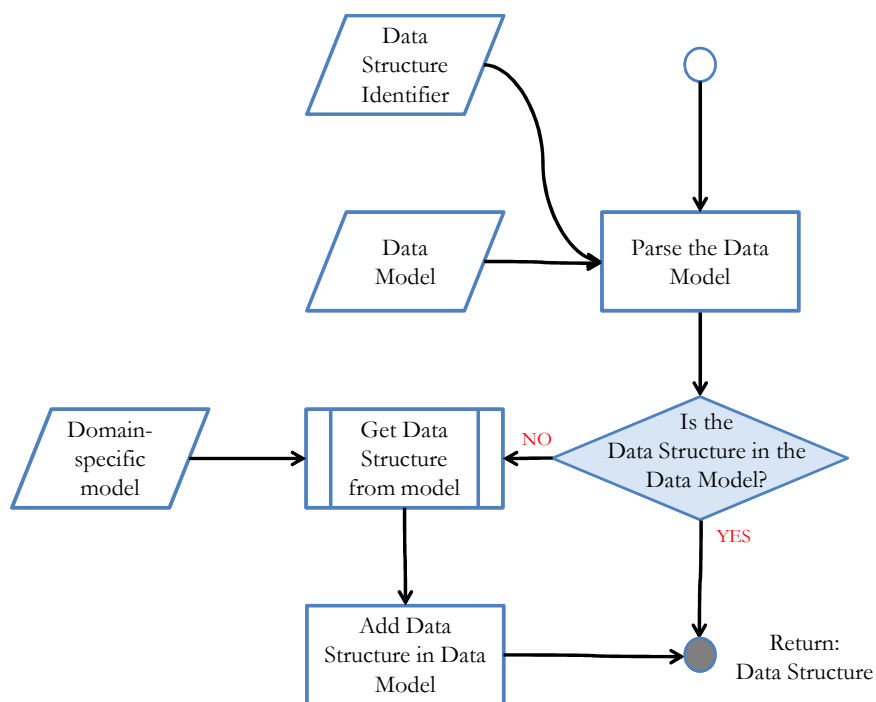 Data
Structure
Identifier
Data
Model
Parse the Data
Model
Domain-
specific
model
Get Data
Structure
from model
NO
Is the
Data Structure in the
Data Model?
YES
Add Data
Structure in Data
Model
Return:
Data Structure